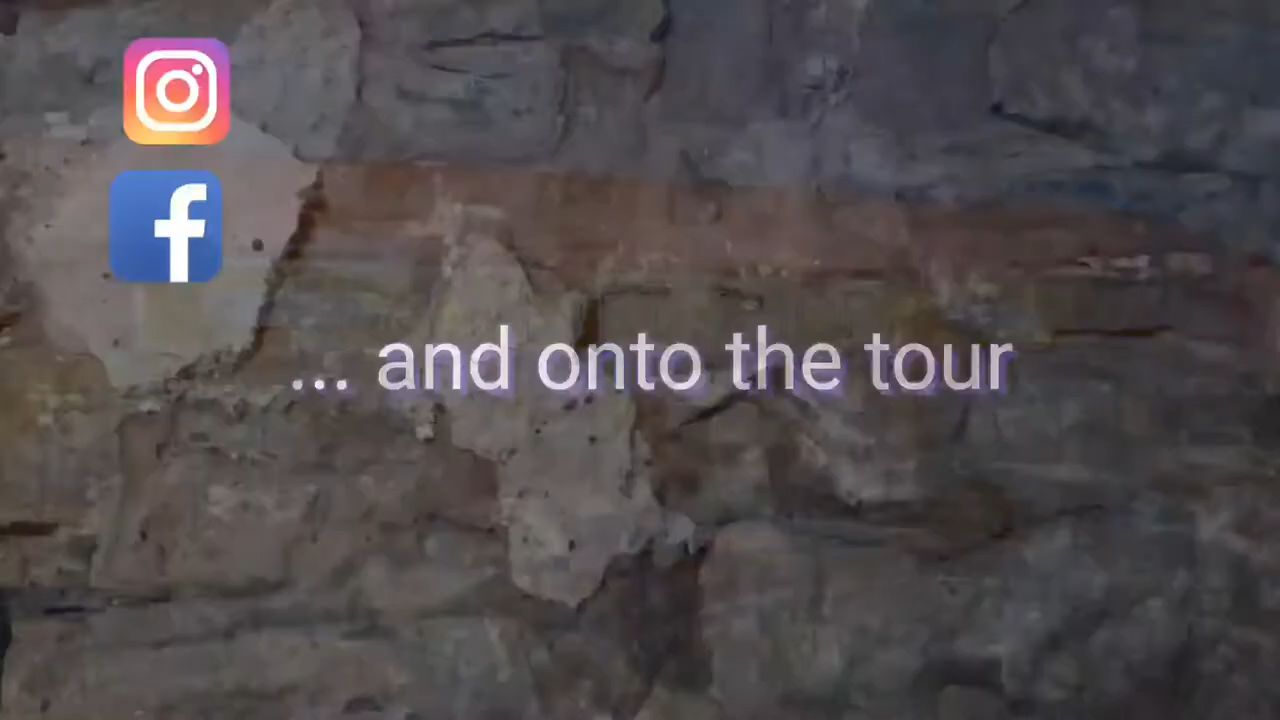 ... and onto the tour